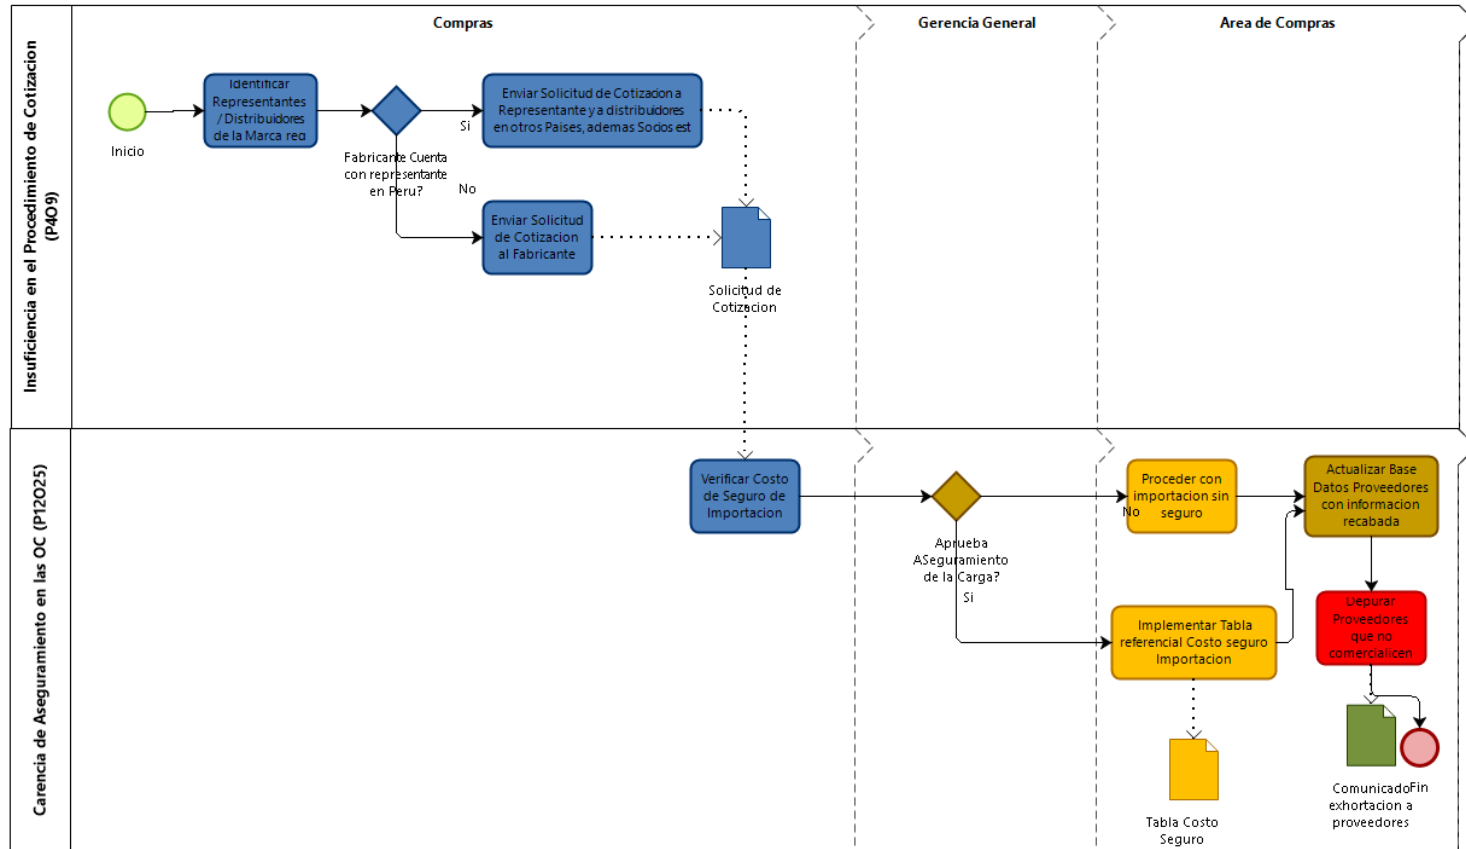 Compras
Gerencia General
Area de Compras
Insuficiencia en el Procedimiento de Cotizacion
(P4O9)
Inicio
Identificar
Representantes
/ Distribuidores
de la Marca req
Fabricante Cuenta
con representante
en Peru?
Si
No
Enviar Solicitud de Cotizacion a
Representante y a distribuidores
en otros Paises, ademas Socios est
Enviar Solicitud
de Cotizacion
al Fabricante
Solicitud de
Cotizacion
Carencia de Aseguramiento en las OC (P12O25)
Verificar Costo
de Seguro de
Importacion
Aprueba
ASeguramiento
de la Carga?
Si
No
Proceder con
importacion sin
seguro
Actualizar Base
Datos Proveedores
con informacion
recabada
Implementar Tabla
referencial Costo seguro
Importacion
Depurar
Proveedores
que no
comercialicen
Tabla Costo
Seguro
Comunicado
exhortacion a
proveedores
Fin